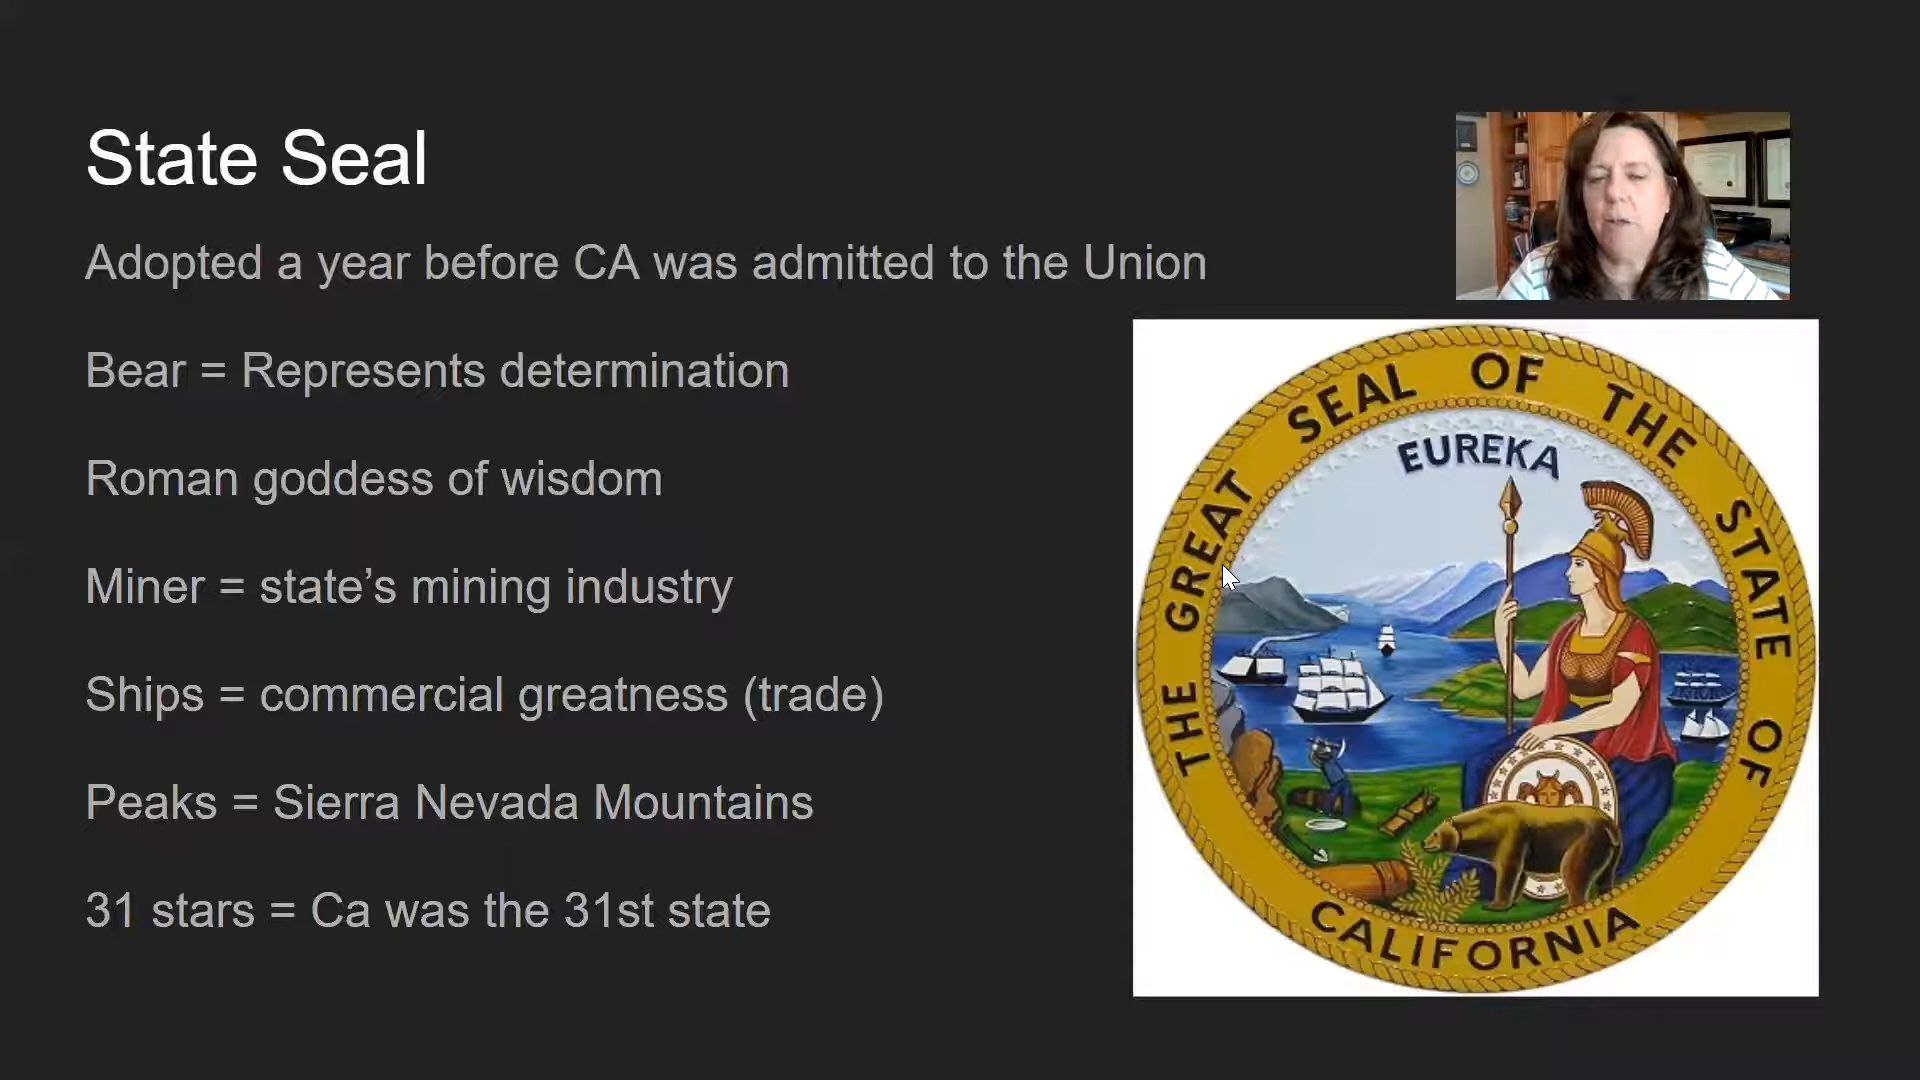 State Seal
Adopted a year before CA was admitted to the Union
Bear = Represents determination
Roman goddess of wisdom
Miner = state’s mining industry
Ships = commercial greatness (trade)
Peaks = Sierra Nevada Mountains
31 stars = Ca was the 31st state
THE GREAT SEAL OF THE STATE OF
EUREKA
CALIFORNIA